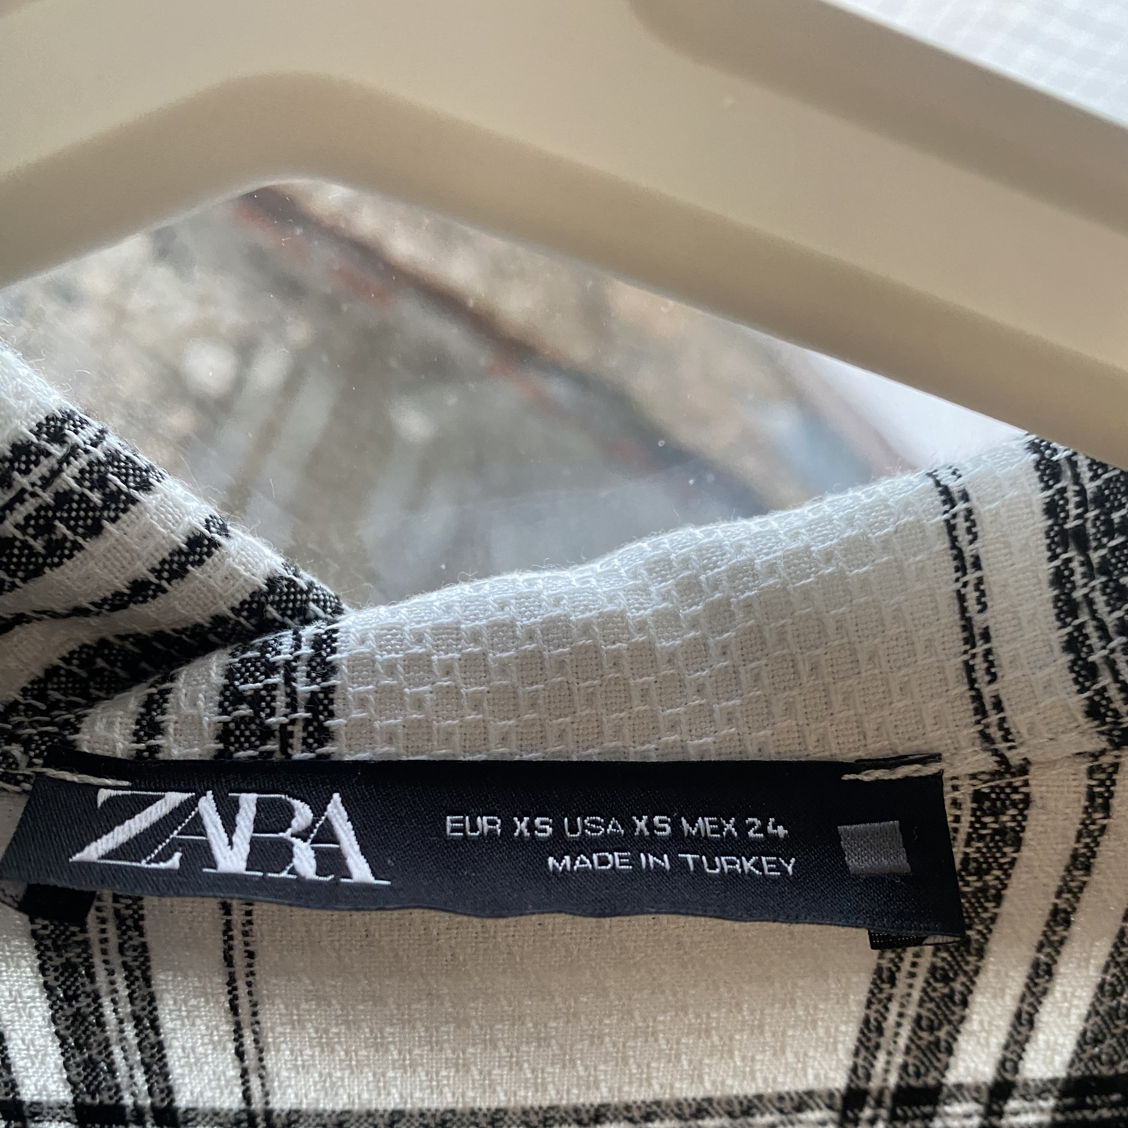 ZARA
EUR XS USA XS MEX 24
MADE IN TURKEY